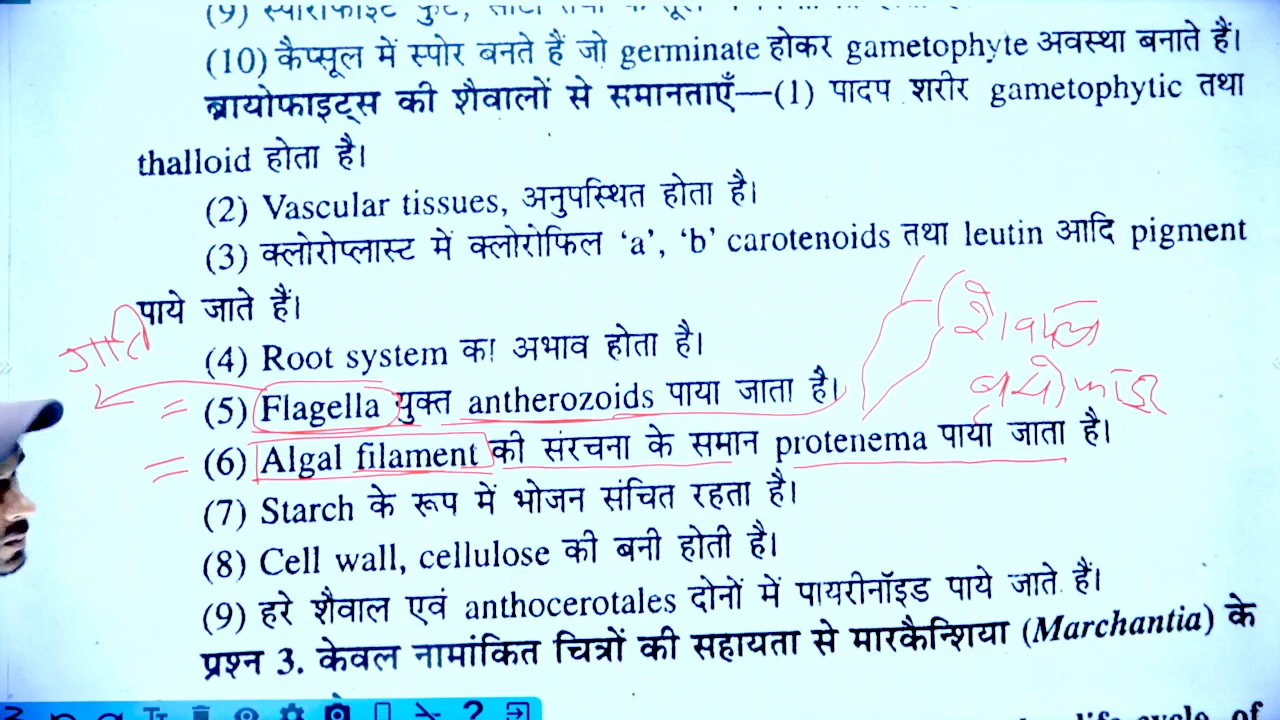 (10) कैप्सूल में स्पोर बनते हैं जो germinate होकर gametophyte अवस्था बनाते हैं।
ब्रायोफाइट्स की शैवालों से समानताएँ—(1) पादप शरीर gametophytic तथा
thalloid होता है।
(2) Vascular tissues, अनुपस्थित होता है।
(3) क्लोरोप्लास्ट में क्लोरोफिल ‘a’, ‘b’ carotenoids तथा leutin आदि pigment
पाये जाते हैं।
(4) Root system का अभाव होता है।
(5) Flagella युक्त antherozoids पाया जाता है।
(6) Algal filament की संरचना के समान protenema पाया जाता है।
(7) Starch के रूप में भोजन संचित रहता है।
(8) Cell wall, cellulose की बनी होती है।
(9) हरे शैवाल एवं anthocerotales दोनों में पायरीनॉइड पाये जाते हैं।
प्रश्न 3. केवल नामांकित चित्रों की सहायता से मारकैन्शिया (Marchantia) के
गति
शैवाल